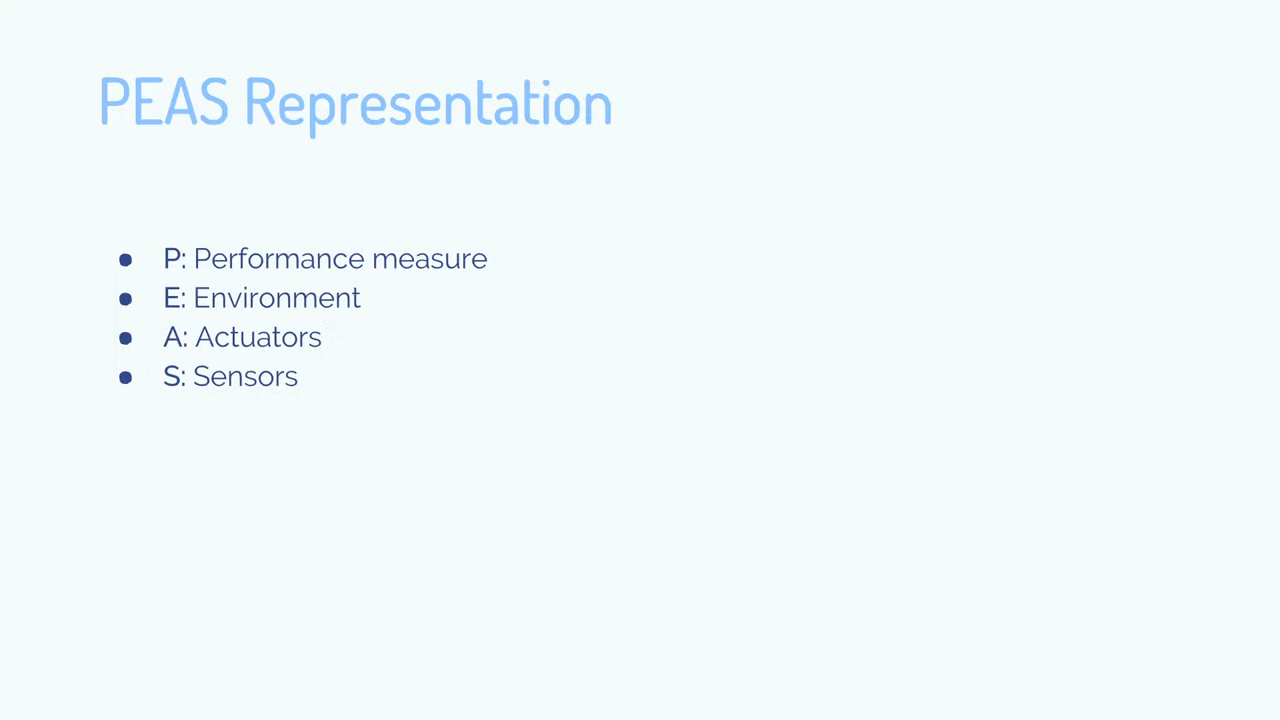 PEAS Representation
● P: Performance measure
● E: Environment
● A: Actuators
● S: Sensors